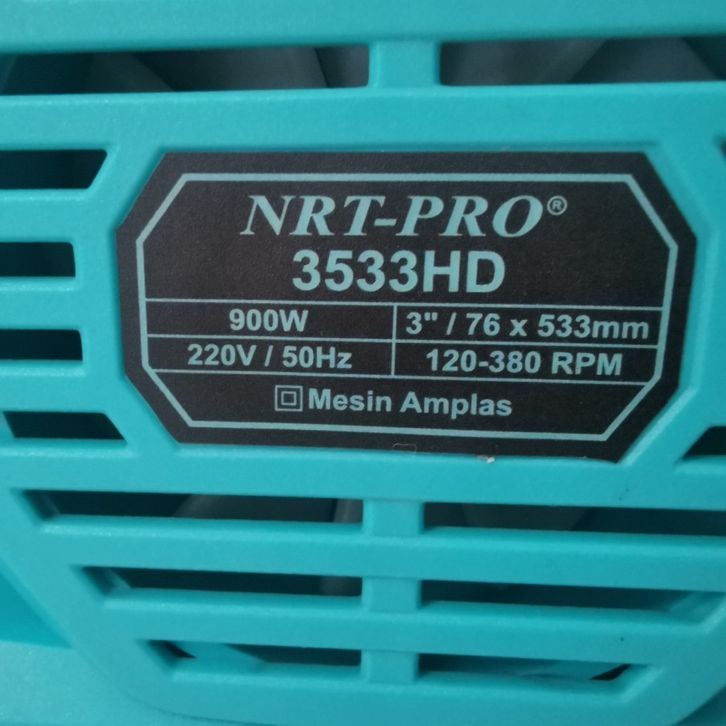 NRT-PRO®
3533HD
900W 3" / 76 x 533mm
220V / 50Hz 120-380 RPM
Mesin Amplas